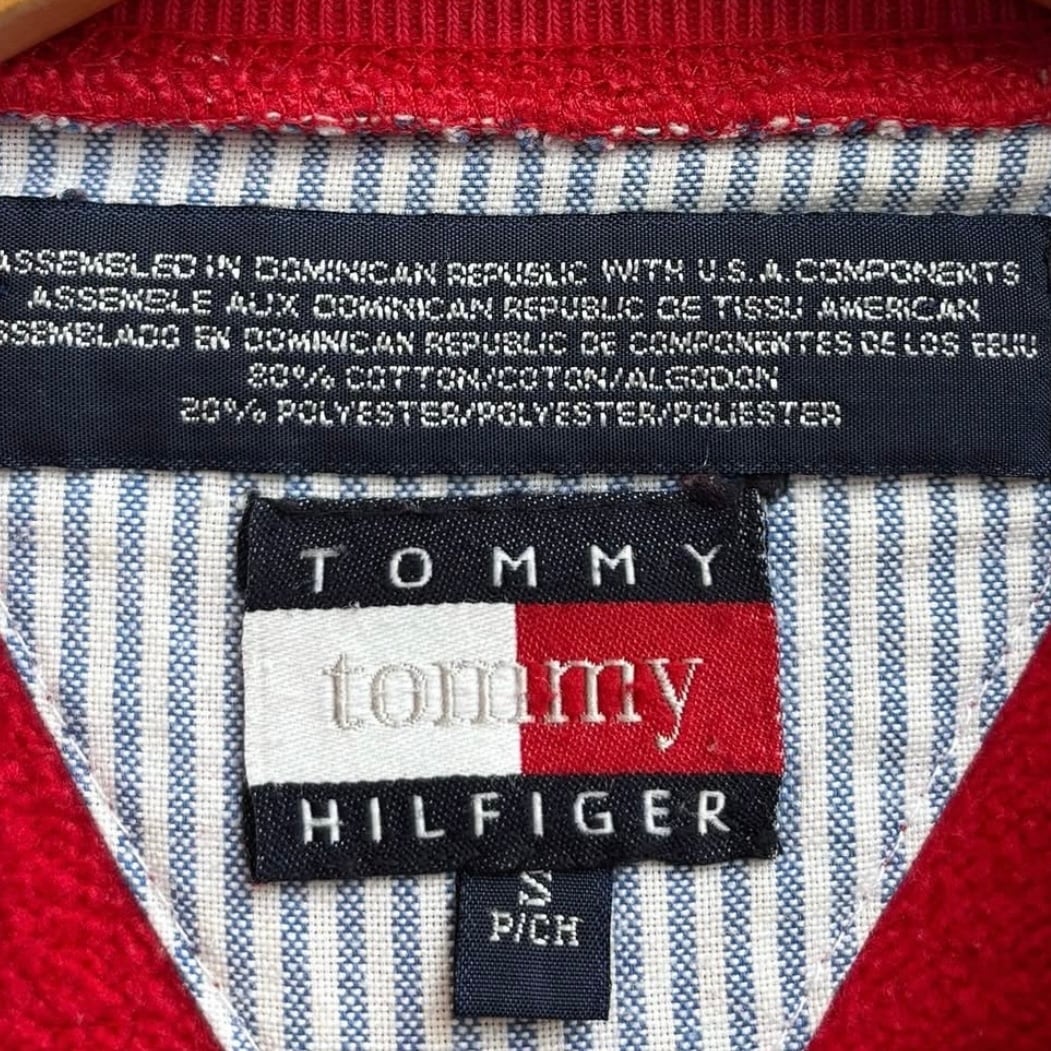 ASSEMBLED IN DOMINICAN REPUBLIC WITH U.S.A. COMPONENTS
ASSEMBLE AUX DOMINICAN REPUBLIC DE TISSU AMERICAN
SSEMBLADO EN DOMINICAN REPUBLIC DE COMPONENTES DE LOS EEUU
80% COTTON/COTON/ALGODON
20% POLYESTER/POLYESTER/POLIESTER
TOMMY
tommy
HILFIGER
S
P/CH